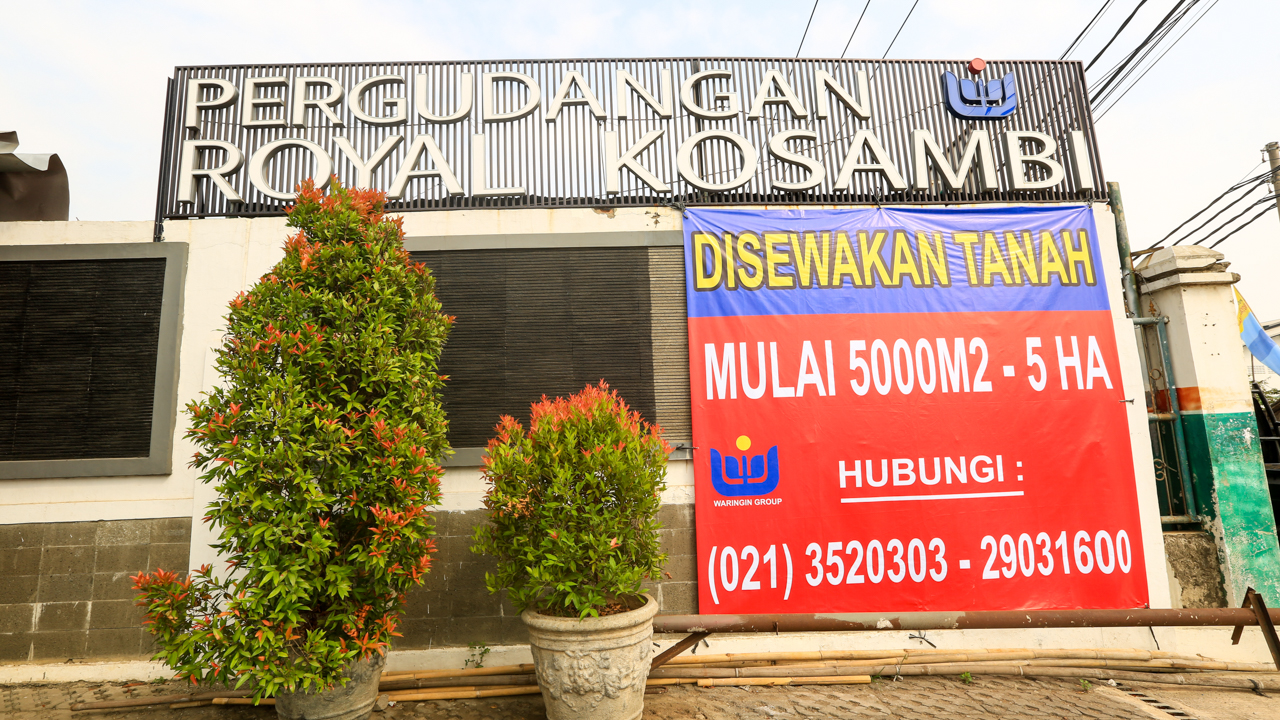 PERGUDANGAN
ROYAL KOSAMBI
DISEWAKAN TANAH
MULAI 5000M2 - 5 HA
HUBUNGI :
WARINGIN GROUP
(021) 3520303 - 29031600